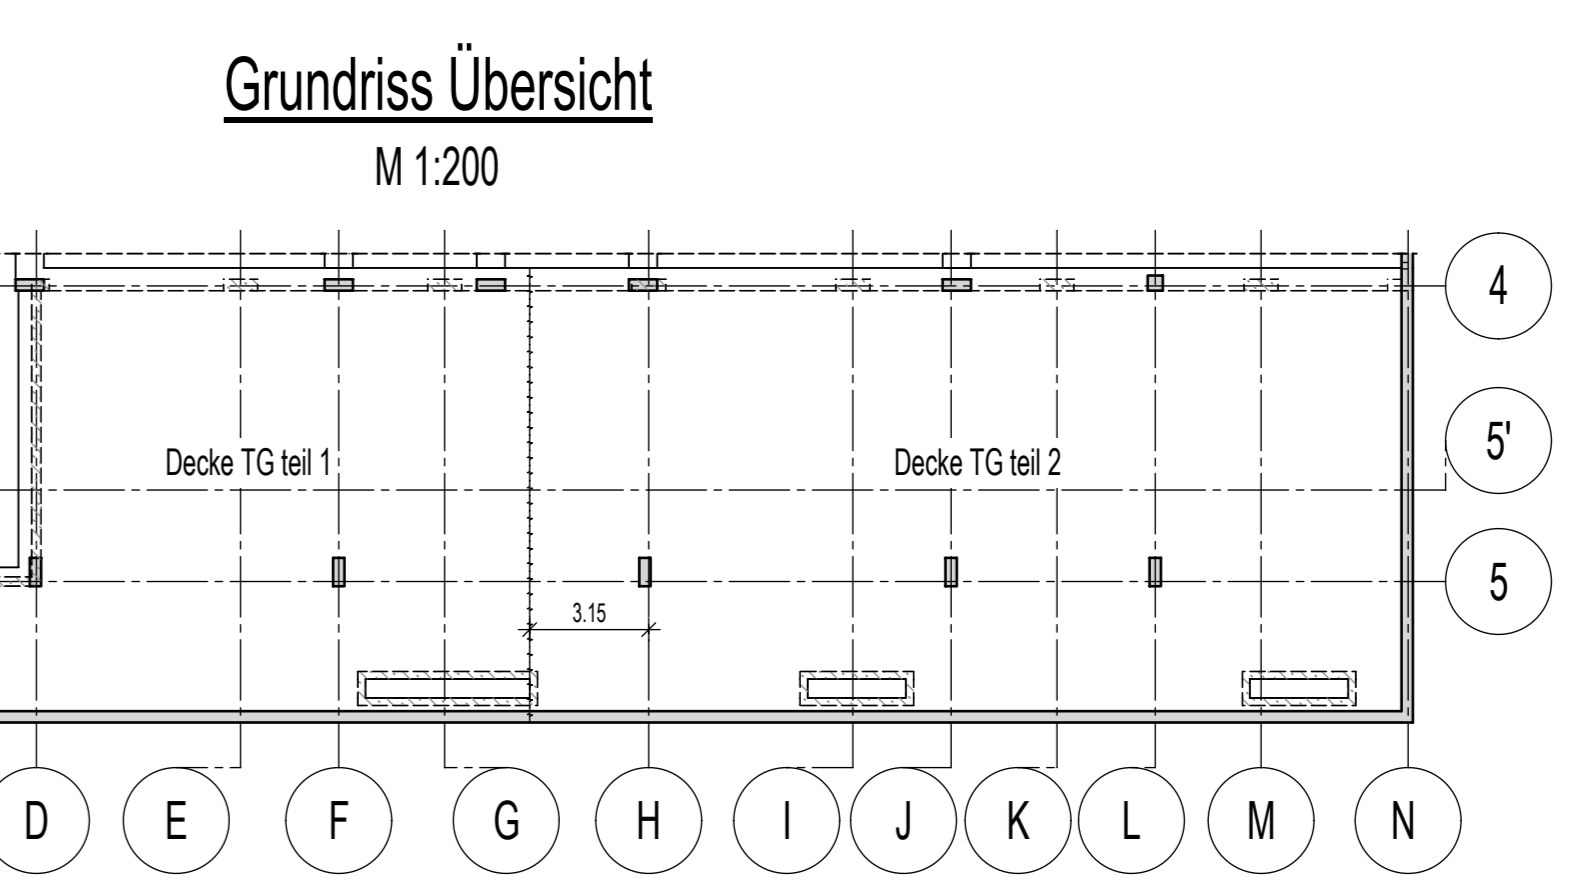 Grundriss Übersicht
M 1:200
4
5'
Decke TG teil 1
Decke TG teil 2
5
3.15
D
E
F
G
H
I
J
K
L
M
N